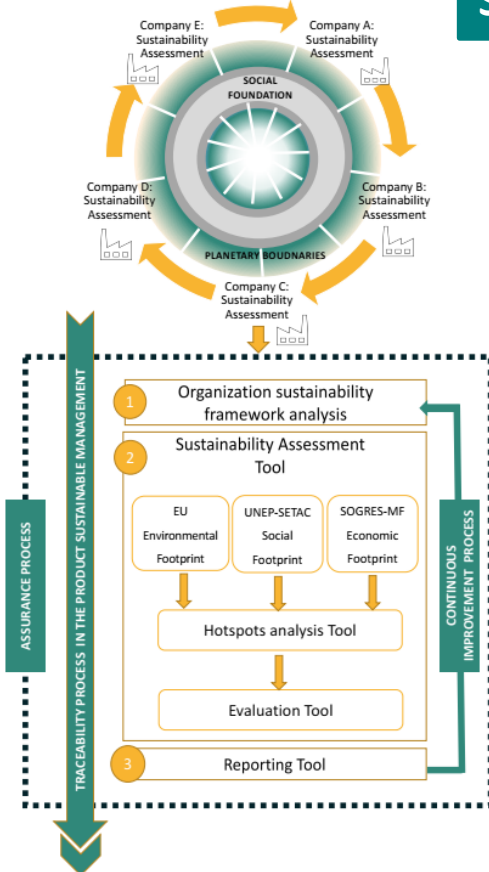 Company E:
Sustainability
Assessment
Company A:
Sustainability
Assessment
SOCIAL
FOUNDATION
Company D:
Sustainability
Assessment
Company B:
Sustainability
Assessment
PLANETARY BOUDNARIES
Company C:
Sustainability
Assessment
ASSURANCE PROCESS
TRACEABILITY PROCESS IN THE PRODUCT SUSTAINABLE MANAGEMENT
1
Organization sustainability
framework analysis
2
Sustainability Assessment
Tool
EU
Environmental
Footprint
UNEP-SETAC
Social
Footprint
SOGRES-MF
Economic
Footprint
Hotspots analysis Tool
Evaluation Tool
3
Reporting Tool
CONTINUOUS
IMPROVEMENT PROCESS